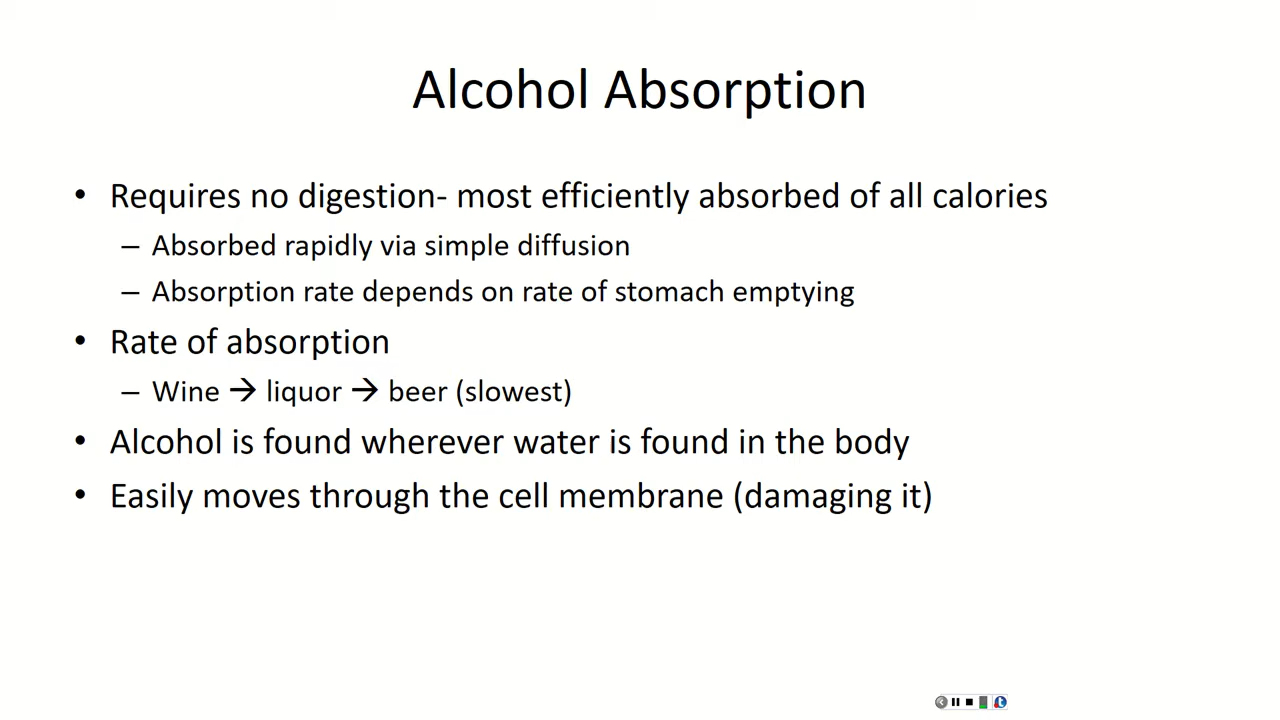 Alcohol Absorption
• Requires no digestion- most efficiently absorbed of all calories
– Absorbed rapidly via simple diffusion
– Absorption rate depends on rate of stomach emptying
• Rate of absorption
– Wine → liquor → beer (slowest)
• Alcohol is found wherever water is found in the body
• Easily moves through the cell membrane (damaging it)